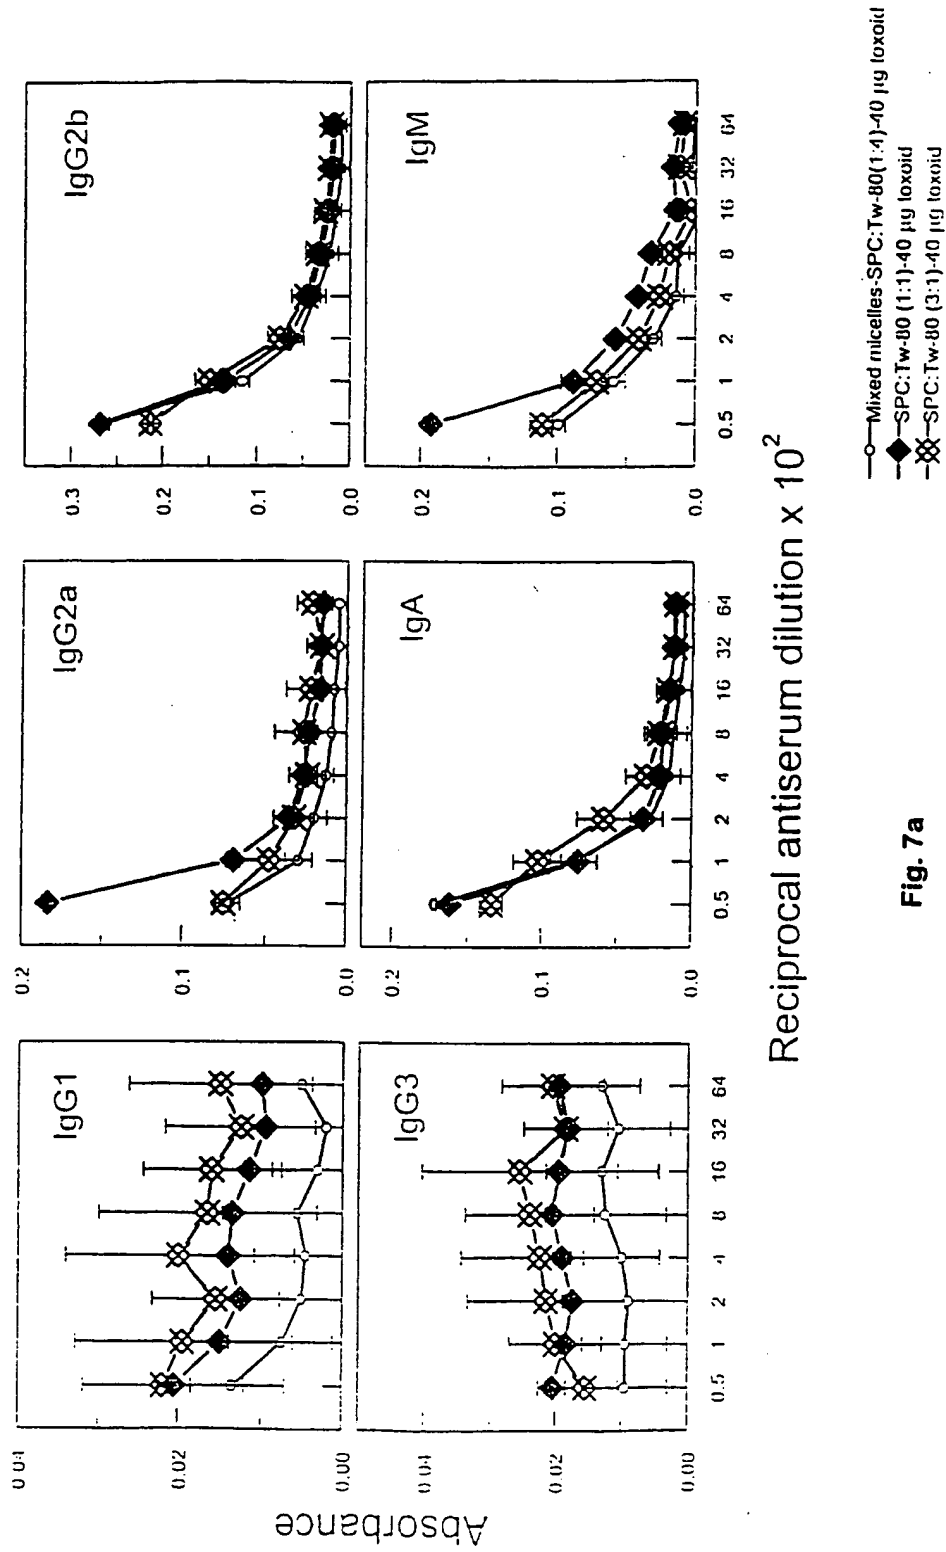 Absorbance
IgG1
0.04
0.02
0.00
IgG2a
0.2
0.1
0.0
IgG2b
0.3
0.2
0.1
0.0
IgG3
0.04
0.02
0.00
0.5 1 2 4 8 16 32 64
IgA
0.2
0.1
0.0
0.5 1 2 4 8 16 32 64
IgM
0.2
0.1
0.0
0.5 1 2 4 8 16 32 64
Reciprocal antiserum dilution x 10²
Mixed micelles-SPC:Tw-80(1:4)-40 µg toxoid
SPC:Tw-80 (1:1)-40 µg toxoid
SPC:Tw-80 (3:1)-40 µg toxoid
Fig. 7a